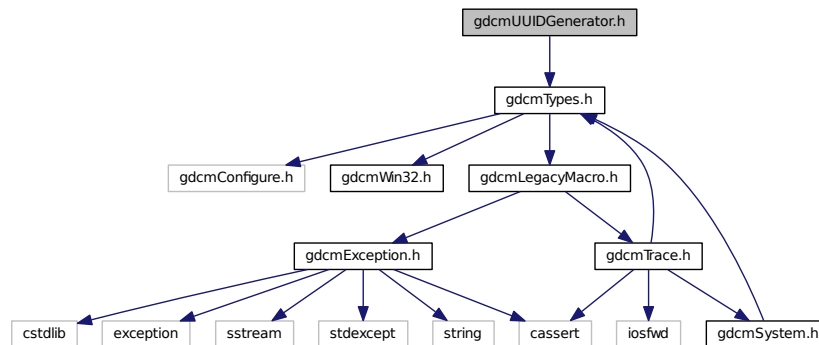 gdcmUUIDGenerator.h
gdcmTypes.h
gdcmConfigure.h
gdcmWin32.h
gdcmLegacyMacro.h
gdcmException.h
gdcmTrace.h
cstdlib
exception
sstream
stdexcept
string
cassert
iosfwd
gdcmSystem.h